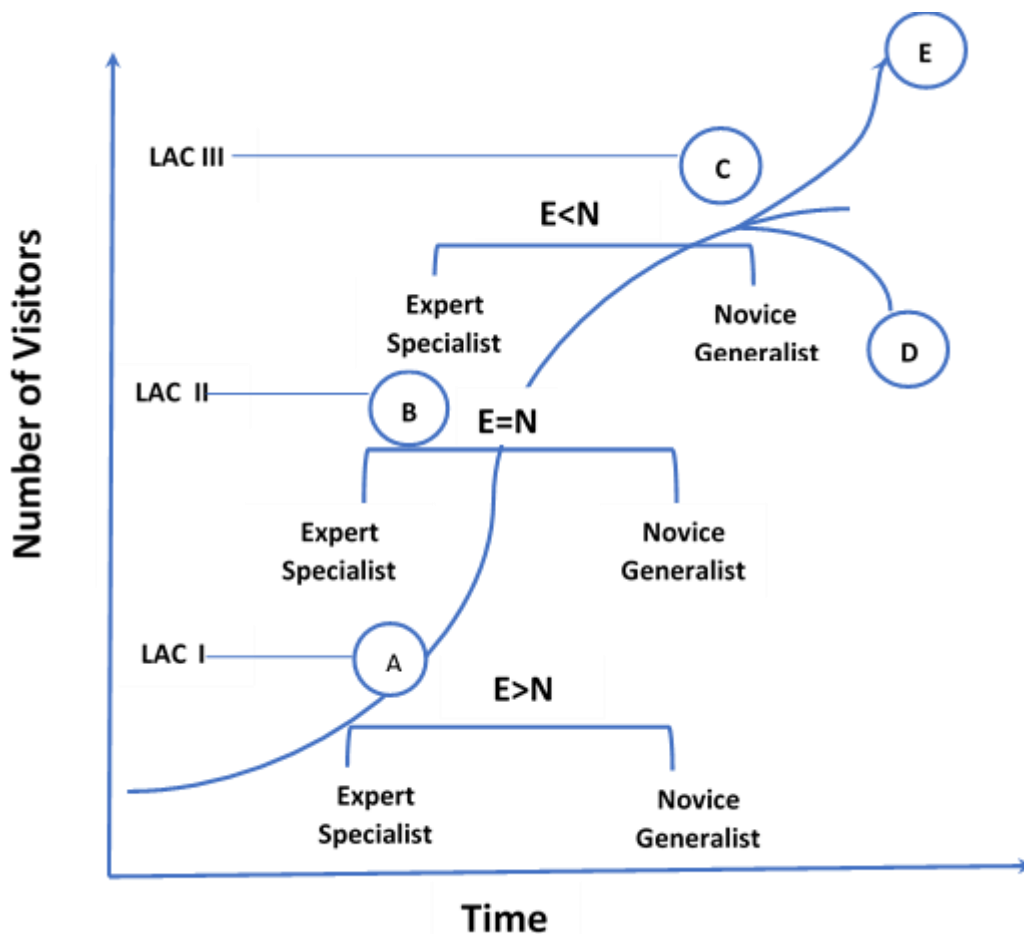 E
LAC III
C
E<N
Expert
Specialist
Novice
Generalist
D
LAC II
B
E=N
Expert
Specialist
Novice
Generalist
LAC I
A
E>N
Expert
Specialist
Novice
Generalist
Number of Visitors
Time